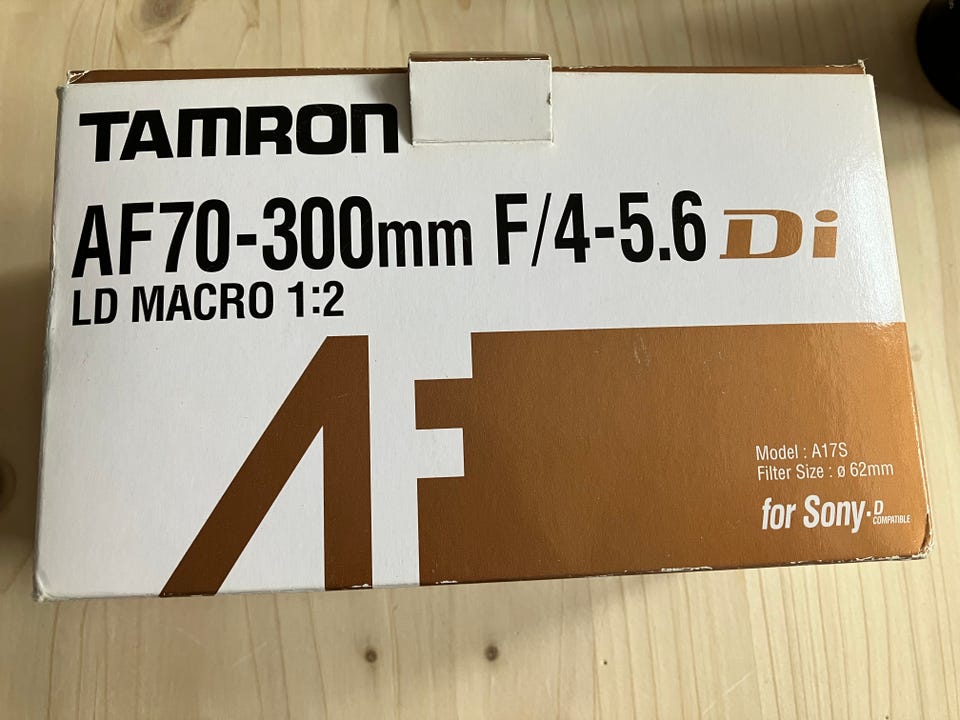 TAMRON
AF70-300mm F/4-5.6 Di
LD MACRO 1:2
AF
Model : A17S
Filter Size : ø 62mm
for Sony·D
COMPATIBLE